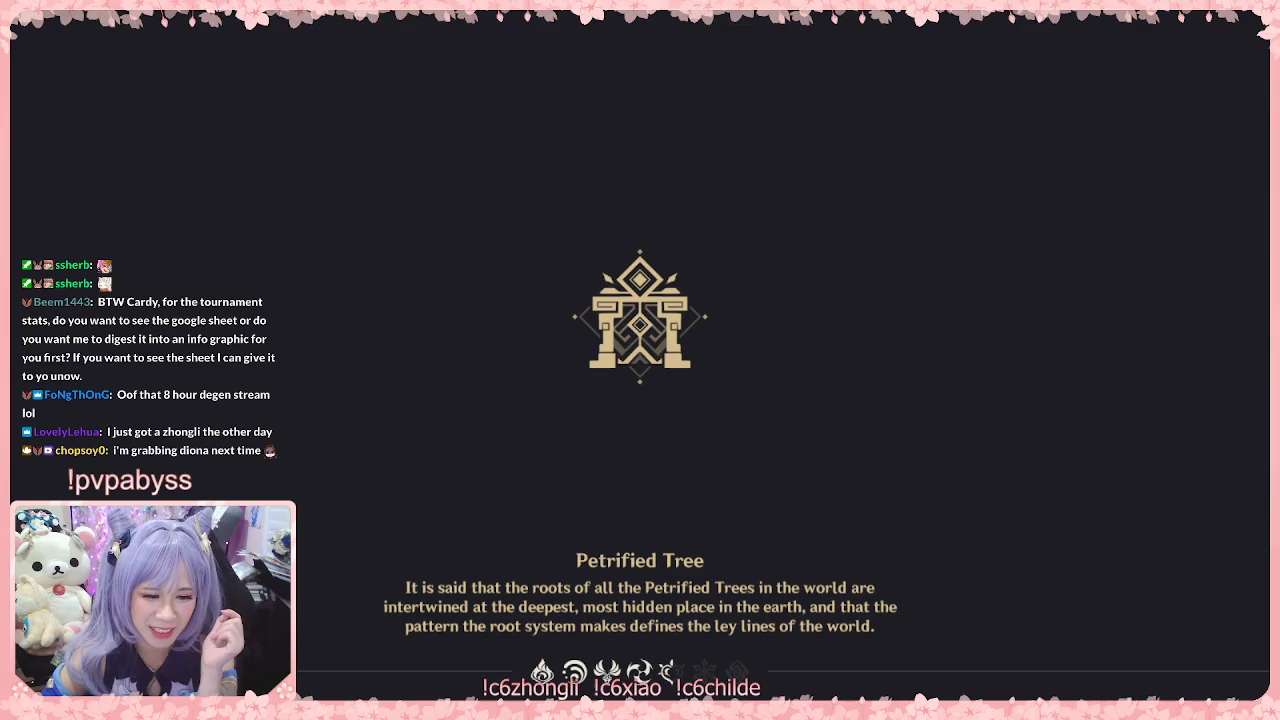 ssherb:
ssherb:
Beem1443: BTW Cardy, for the tournament
stats, do you want to see the google sheet or do
you want me to digest it into an info graphic for
you first? If you want to see the sheet I can give it
to yo unow.
FoNgThOnG: Oof that 8 hour degen stream
lol
LovelyLehua: I just got a zhongli the other day
chopsoy0: i'm grabbing diona next time
!pvpabyss
Petrified Tree
It is said that the roots of all the Petrified Trees in the world are
intertwined at the deepest, most hidden place in the earth, and that the
pattern the root system makes defines the ley lines of the world.
!c6zhongli !c6xiao !c6childe